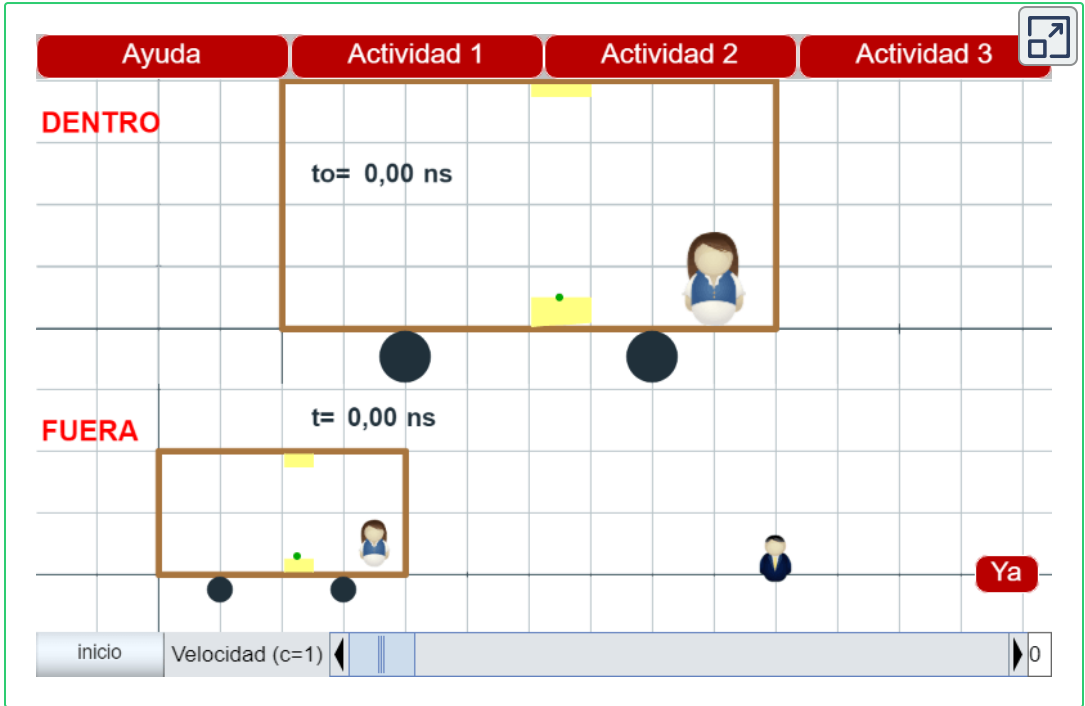 Ayuda
Actividad 1
Actividad 2
Actividad 3
DENTRO
to= 0,00 ns
t= 0,00 ns
FUERA
Ya
inicio
Velocidad (c=1)
0